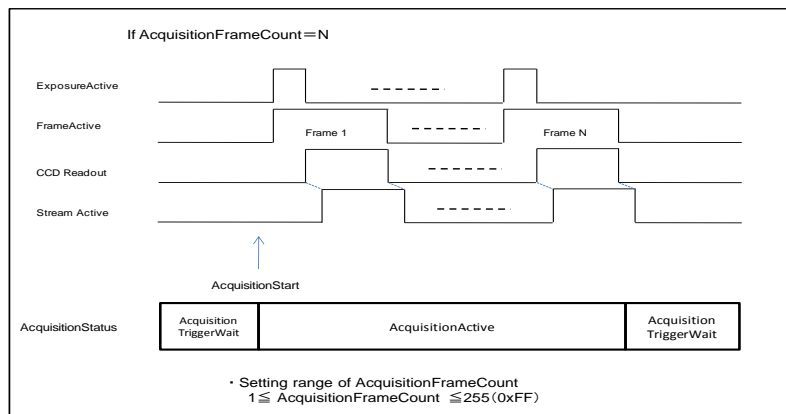 If AcquisitionFrameCount＝N
ExposureActive
FrameActive
Frame 1
Frame N
CCD Readout
Stream Active
AcquisitionStart
AcquisitionStatus
Acquisition
TriggerWait
AcquisitionActive
Acquisition
TriggerWait
・ Setting range of AcquisitionFrameCount
1≦ AcquisitionFrameCount ≦255(0xFF)